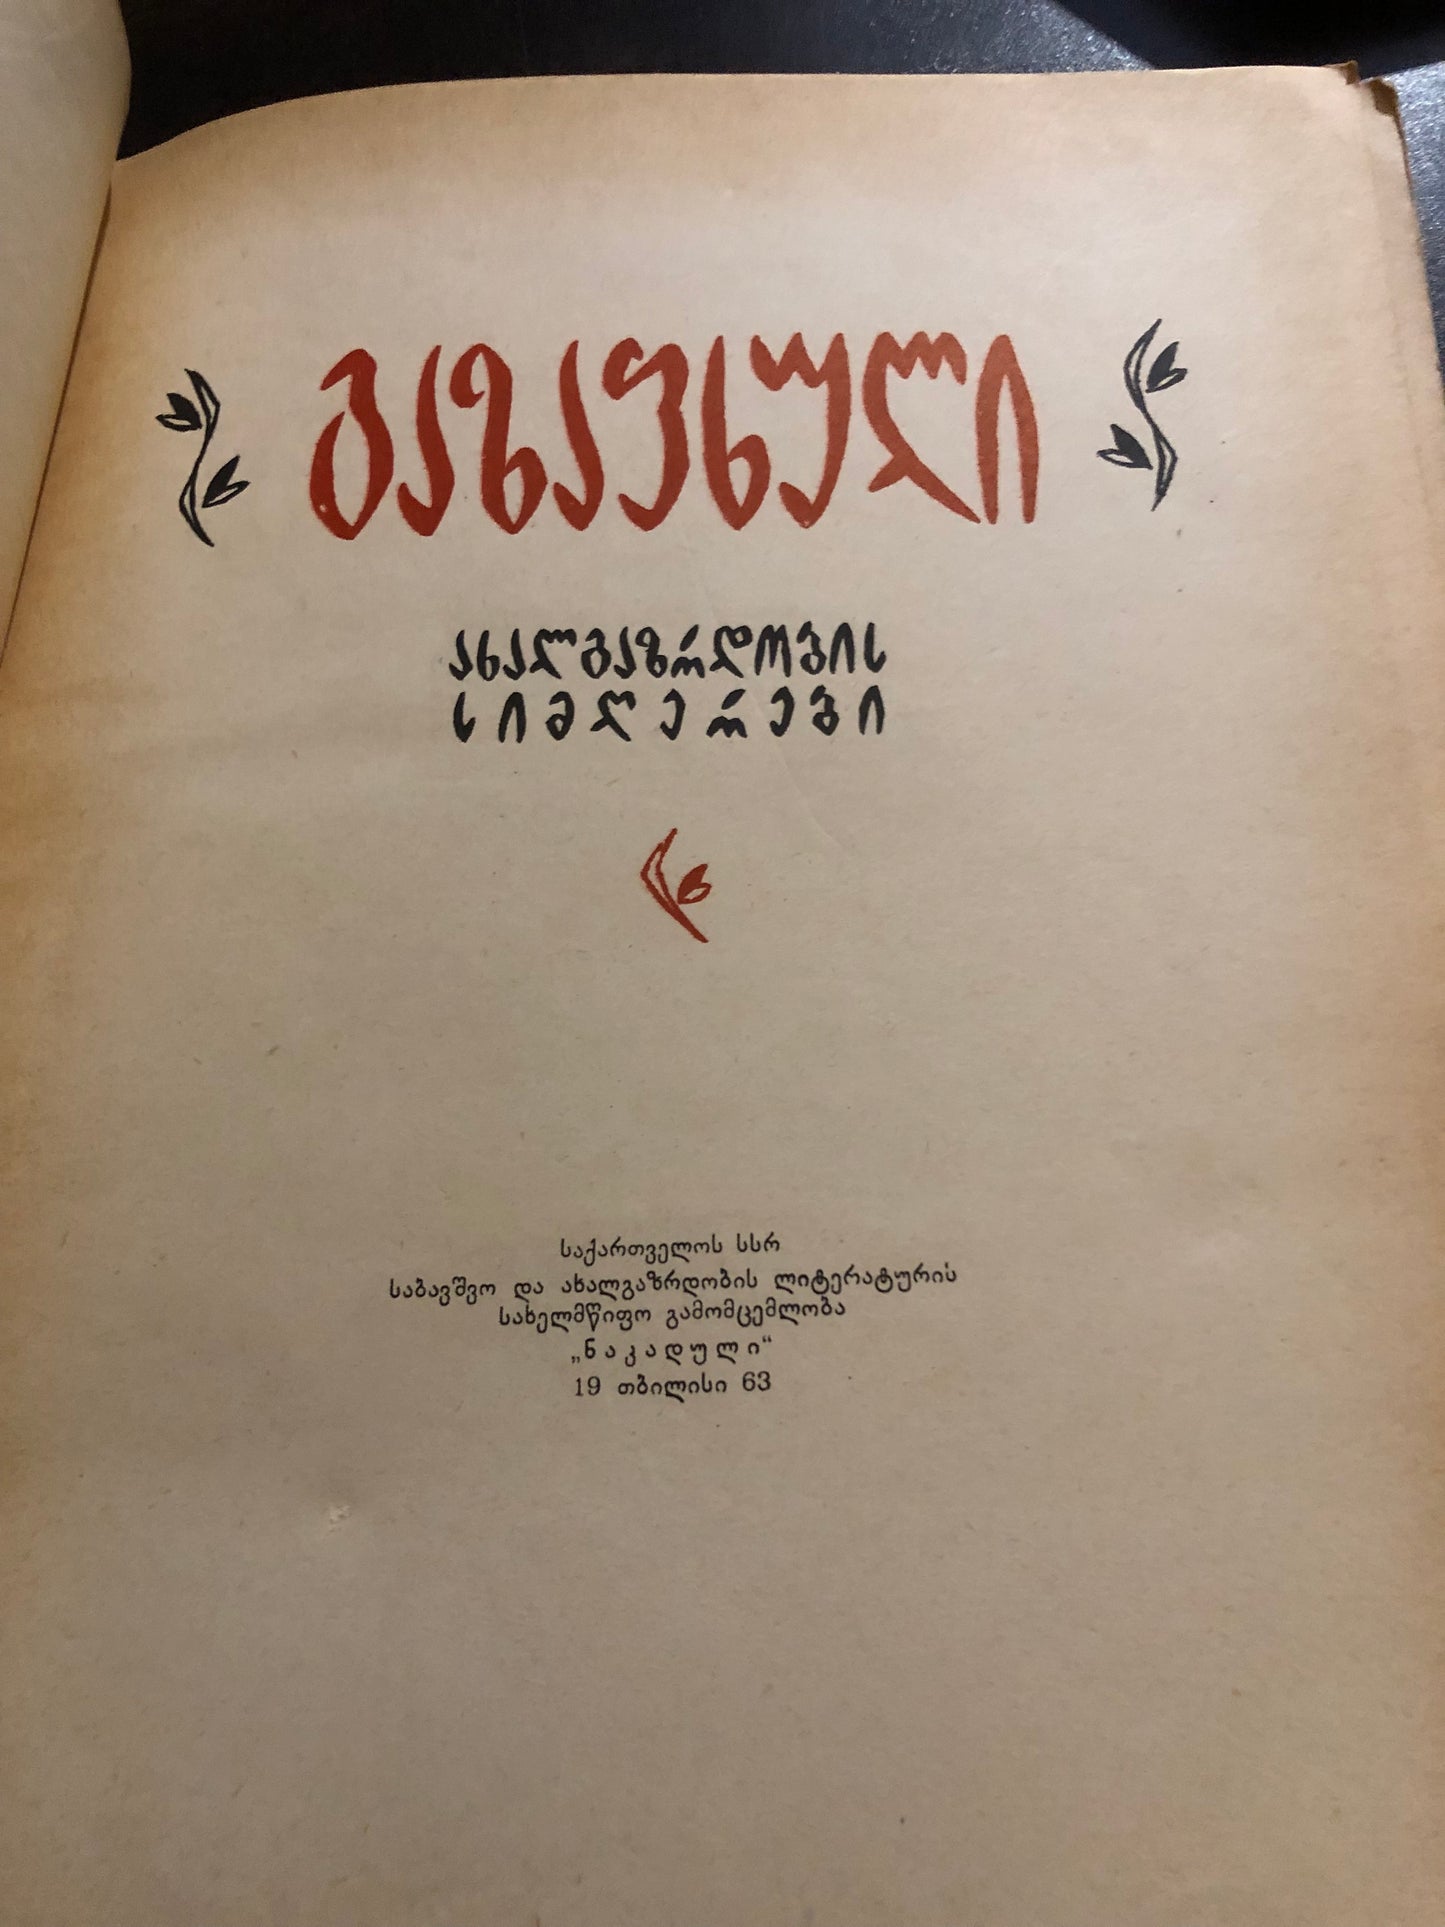 გაზაფხული
ახალგაზრდობის
სიმღერები
საქართველოს სსრ
საბავშვო და ახალგაზრდობის ლიტერატურის
სახელმწიფო გამომცემლობა
„ნაკადული“
19 თბილისი 63